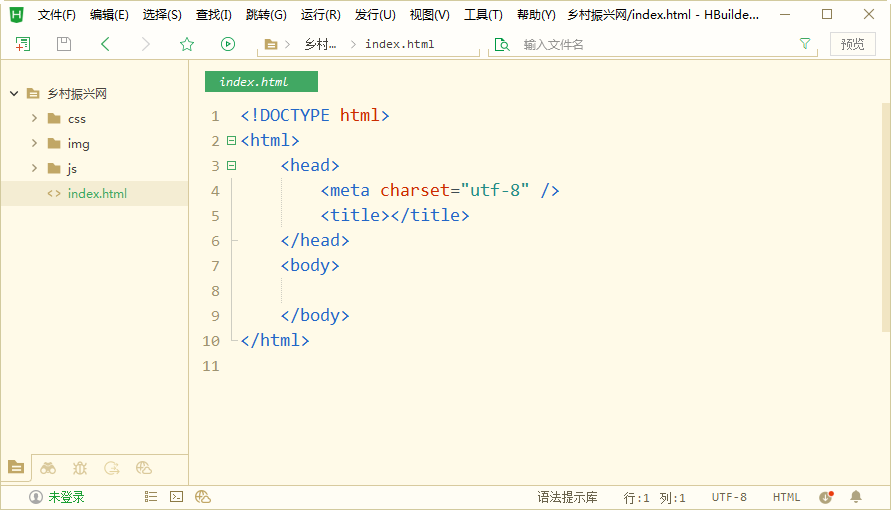 H 文件(F) 编辑(E) 选择(S) 查找(I) 跳转(G) 运行(R) 发行(U) 视图(V) 工具(T) 帮助(Y) 乡村振兴网/index.html - HBuilde...
乡村... index.html 输入文件名 预览
乡村振兴网
css
img
js
<> index.html
index.html
1 <!DOCTYPE html>
2 <html>
3 <head>
4 <meta charset="utf-8" />
5 <title></title>
6 </head>
7 <body>
8
9 </body>
10 </html>
11
未登录 语法提示库 行:1 列:1 UTF-8 HTML